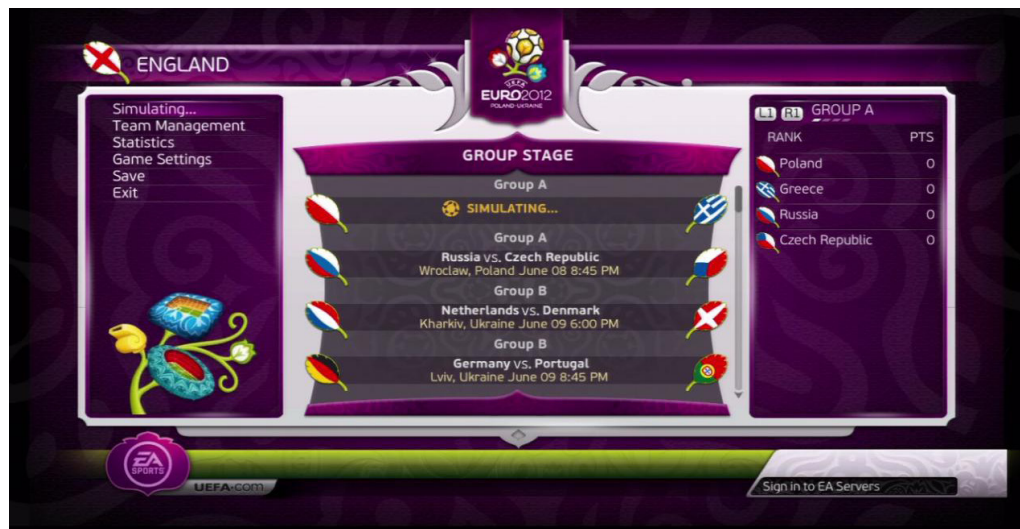 ENGLAND
UEFA
EURO2012
POLAND-UKRAINE
Simulating...
Team Management
Statistics
Game Settings
Save
Exit
GROUP STAGE
Group A
SIMULATING...
Group A
Russia vs. Czech Republic
Wroclaw, Poland June 08 8:45 PM
Group B
Netherlands vs. Denmark
Kharkiv, Ukraine June 09 6:00 PM
Group B
Germany vs. Portugal
Lviv, Ukraine June 09 8:45 PM
L1 R1 GROUP A
RANK PTS
Poland 0
Greece 0
Russia 0
Czech Republic 0
EA
SPORTS
UEFA.com
Sign in to EA Servers